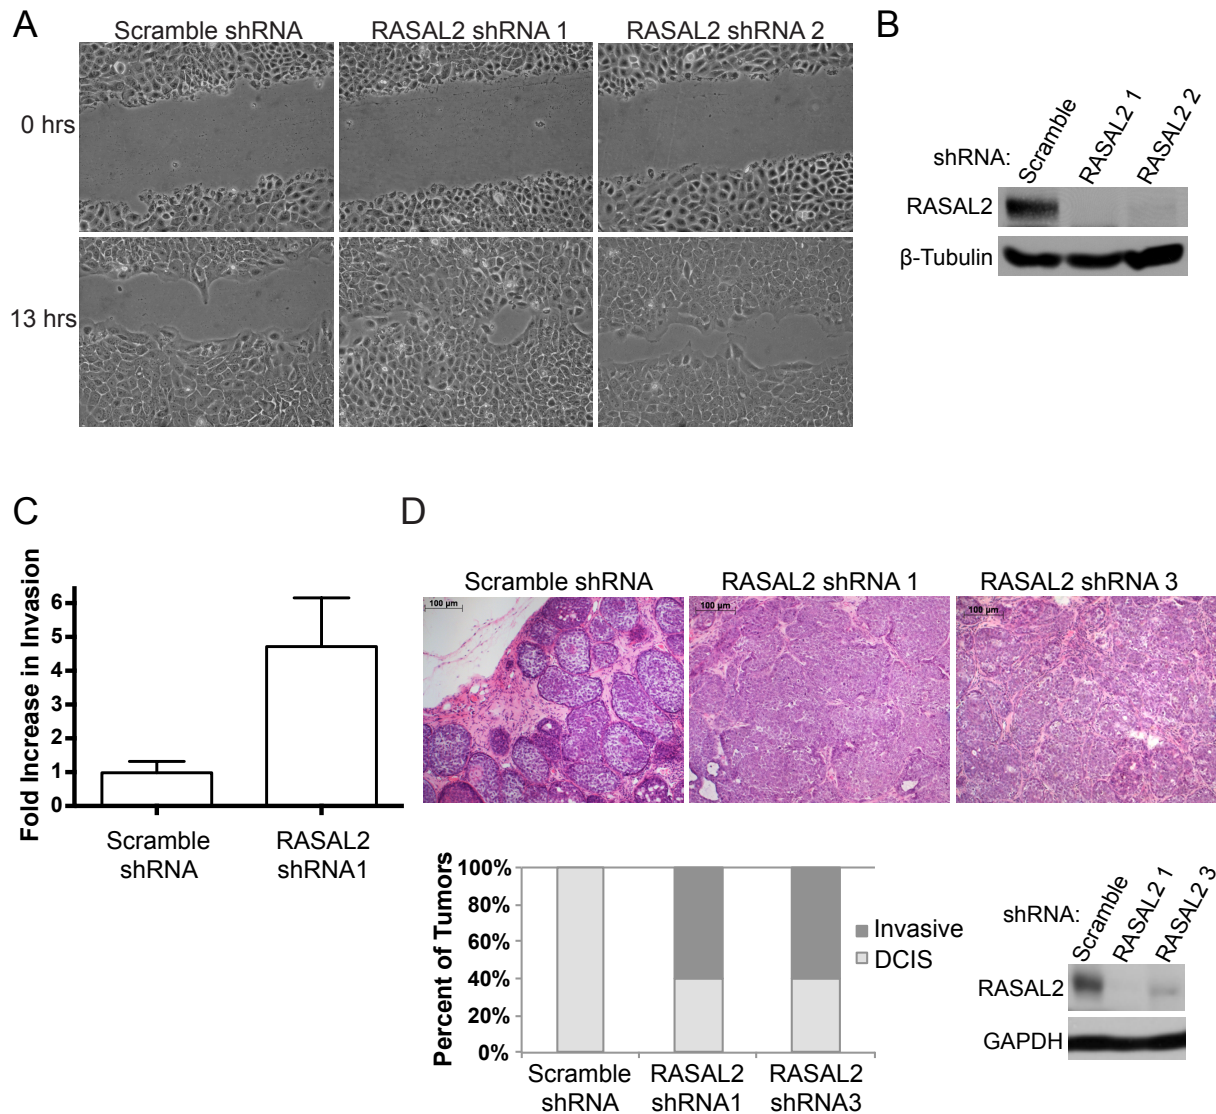 A
Scramble shRNA
RASAL2 shRNA 1
RASAL2 shRNA 2
0 hrs
13 hrs
B
shRNA:
Scramble
RASAL2 1
RASAL2 2
RASAL2
β-Tubulin
C
Fold Increase in Invasion
6
5
4
3
2
1
0
Scramble
shRNA
RASAL2
shRNA1
D
Scramble shRNA
RASAL2 shRNA 1
RASAL2 shRNA 3
100 µm
100 µm
100 µm
Percent of Tumors
100%
80%
60%
40%
20%
0%
Scramble
shRNA
RASAL2
shRNA1
RASAL2
shRNA3
Invasive
DCIS
shRNA:
Scramble
RASAL2 1
RASAL2 3
RASAL2
GAPDH